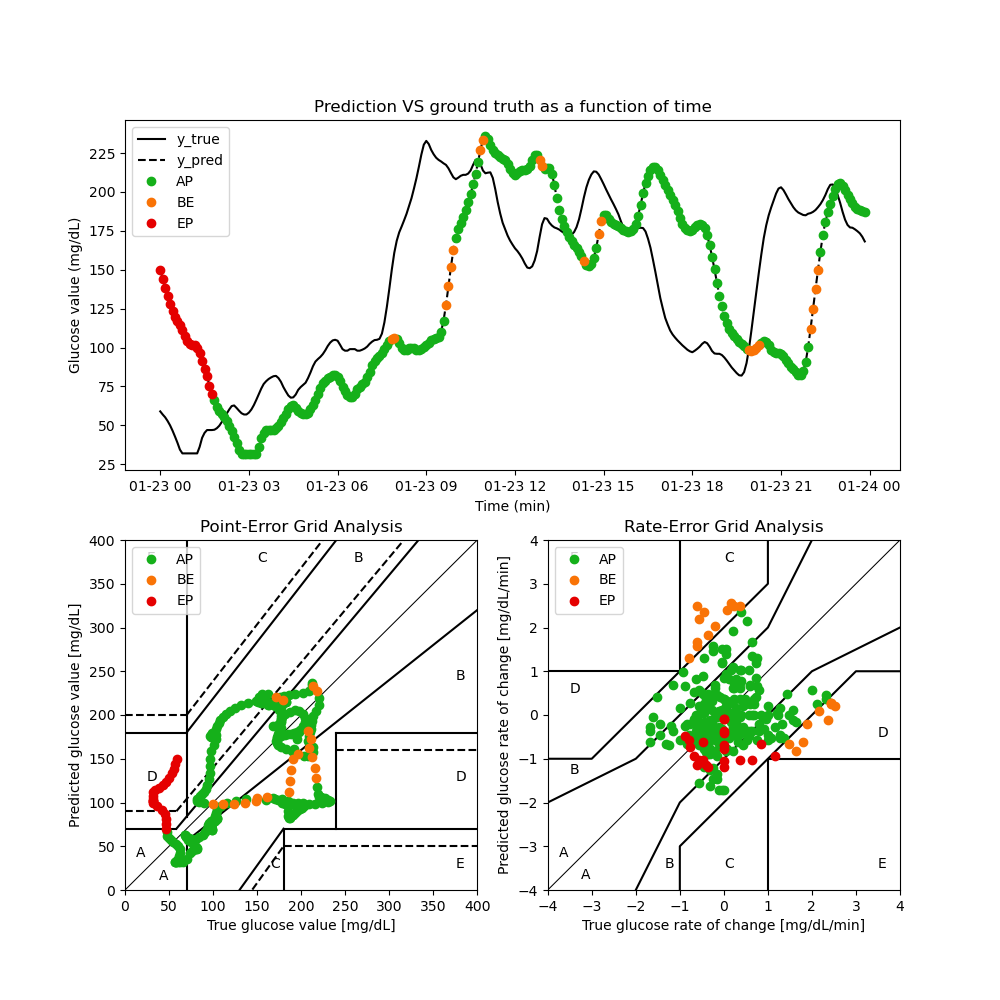 Prediction VS ground truth as a function of time
Glucose value (mg/dL)
225
200
175
150
125
100
75
50
25
y_true
y_pred
AP
BE
EP
01-23 00 01-23 03 01-23 06 01-23 09 01-23 12 01-23 15 01-23 18 01-23 21 01-24 00
Time (min)
Point-Error Grid Analysis
Predicted glucose value [mg/dL]
400
350
300
250
200
150
100
50
0
AP
BE
EP
C B
B
D D
A
A C E
0 50 100 150 200 250 300 350 400
True glucose value [mg/dL]
Rate-Error Grid Analysis
Predicted glucose rate of change [mg/dL/min]
4
3
2
1
0
−1
−2
−3
−4
AP
BE
EP
C
D
D
B
A
A B C E
−4 −3 −2 −1 0 1 2 3 4
True glucose rate of change [mg/dL/min]